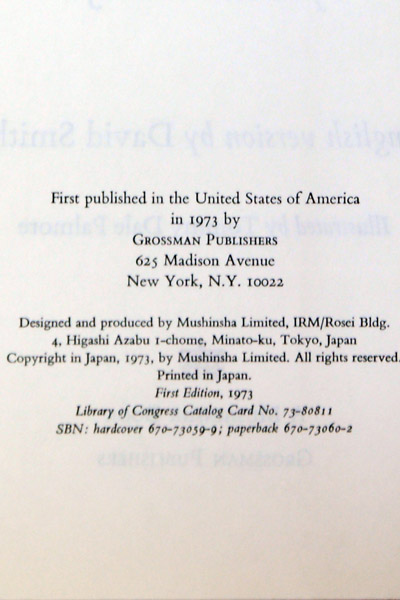 First published in the United States of America
in 1973 by
GROSSMAN PUBLISHERS
625 Madison Avenue
New York, N.Y. 10022
Designed and produced by Mushinsha Limited, IRM/Rosei Bldg.
4, Higashi Azabu 1-chome, Minato-ku, Tokyo, Japan
Copyright in Japan, 1973, by Mushinsha Limited. All rights reserved.
Printed in Japan.
First Edition, 1973
Library of Congress Catalog Card No. 73-80811
SBN: hardcover 670-73059-9; paperback 670-73060-2